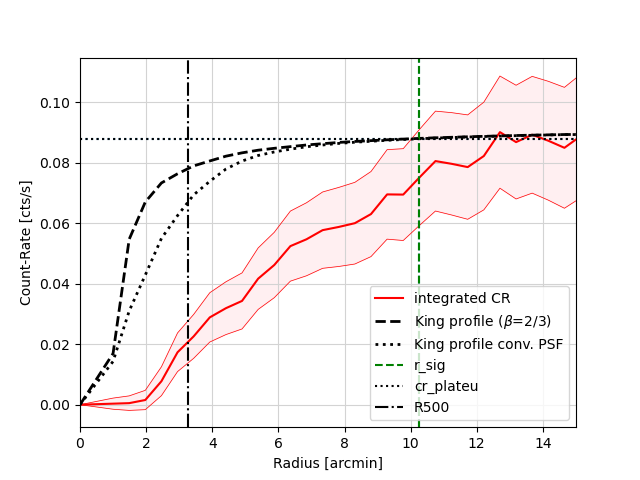 0.10
0.08
0.06
0.04
0.02
0.00
Count-Rate [cts/s]
integrated CR
King profile (β=2/3)
King profile conv. PSF
r_sig
cr_plateu
R500
0 2 4 6 8 10 12 14
Radius [arcmin]